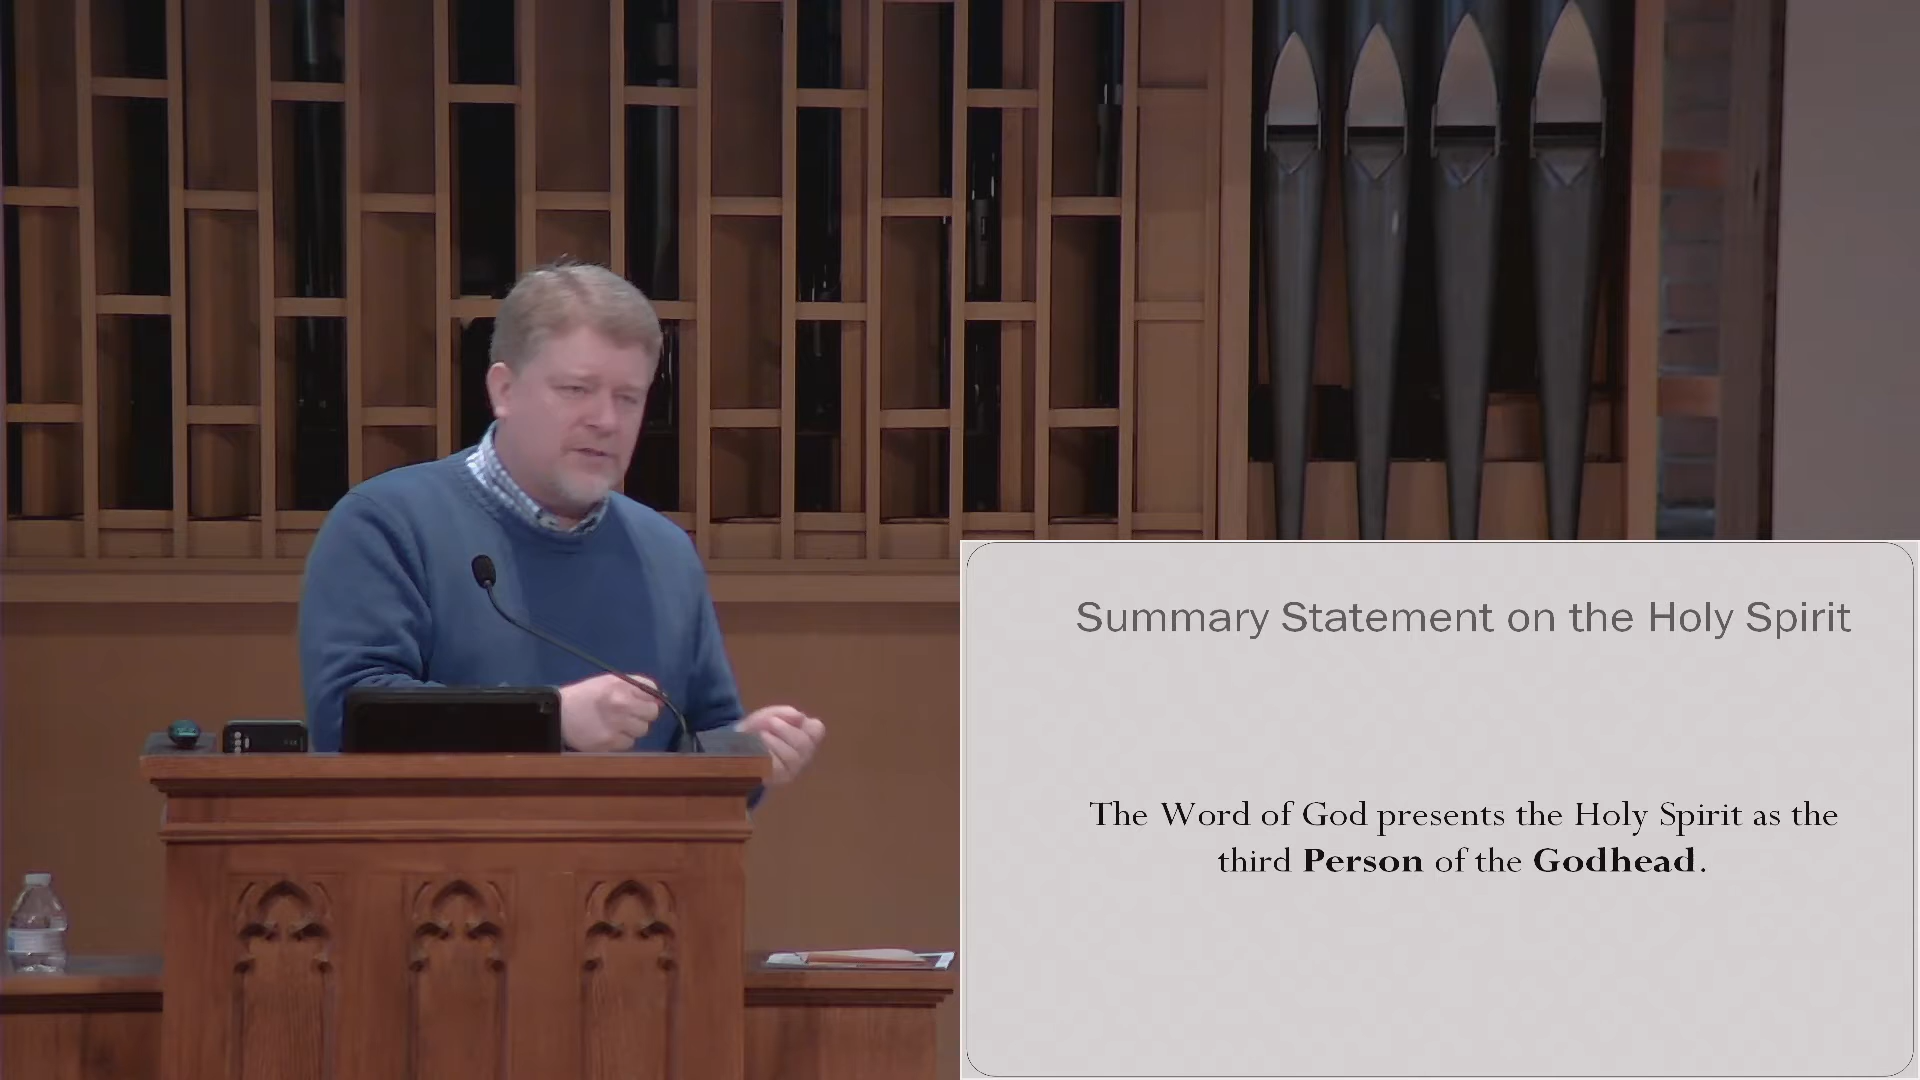 Summary Statement on the Holy Spirit
The Word of God presents the Holy Spirit as the
third Person of the Godhead.